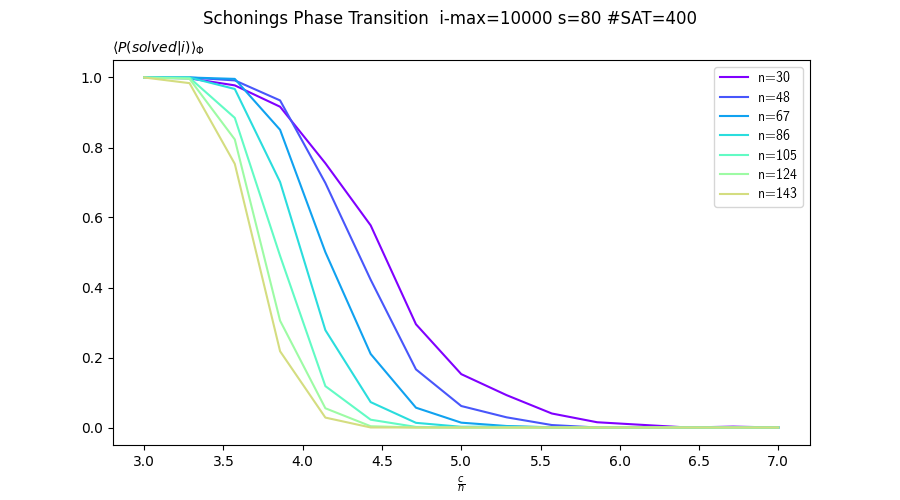 Schonings Phase Transition  i-max=10000 s=80 #SAT=400
⟨P(solved|i)⟩Φ
1.0
0.8
0.6
0.4
0.2
0.0
n=30
n=48
n=67
n=86
n=105
n=124
n=143
3.0 3.5 4.0 4.5 5.0 5.5 6.0 6.5 7.0
c/n